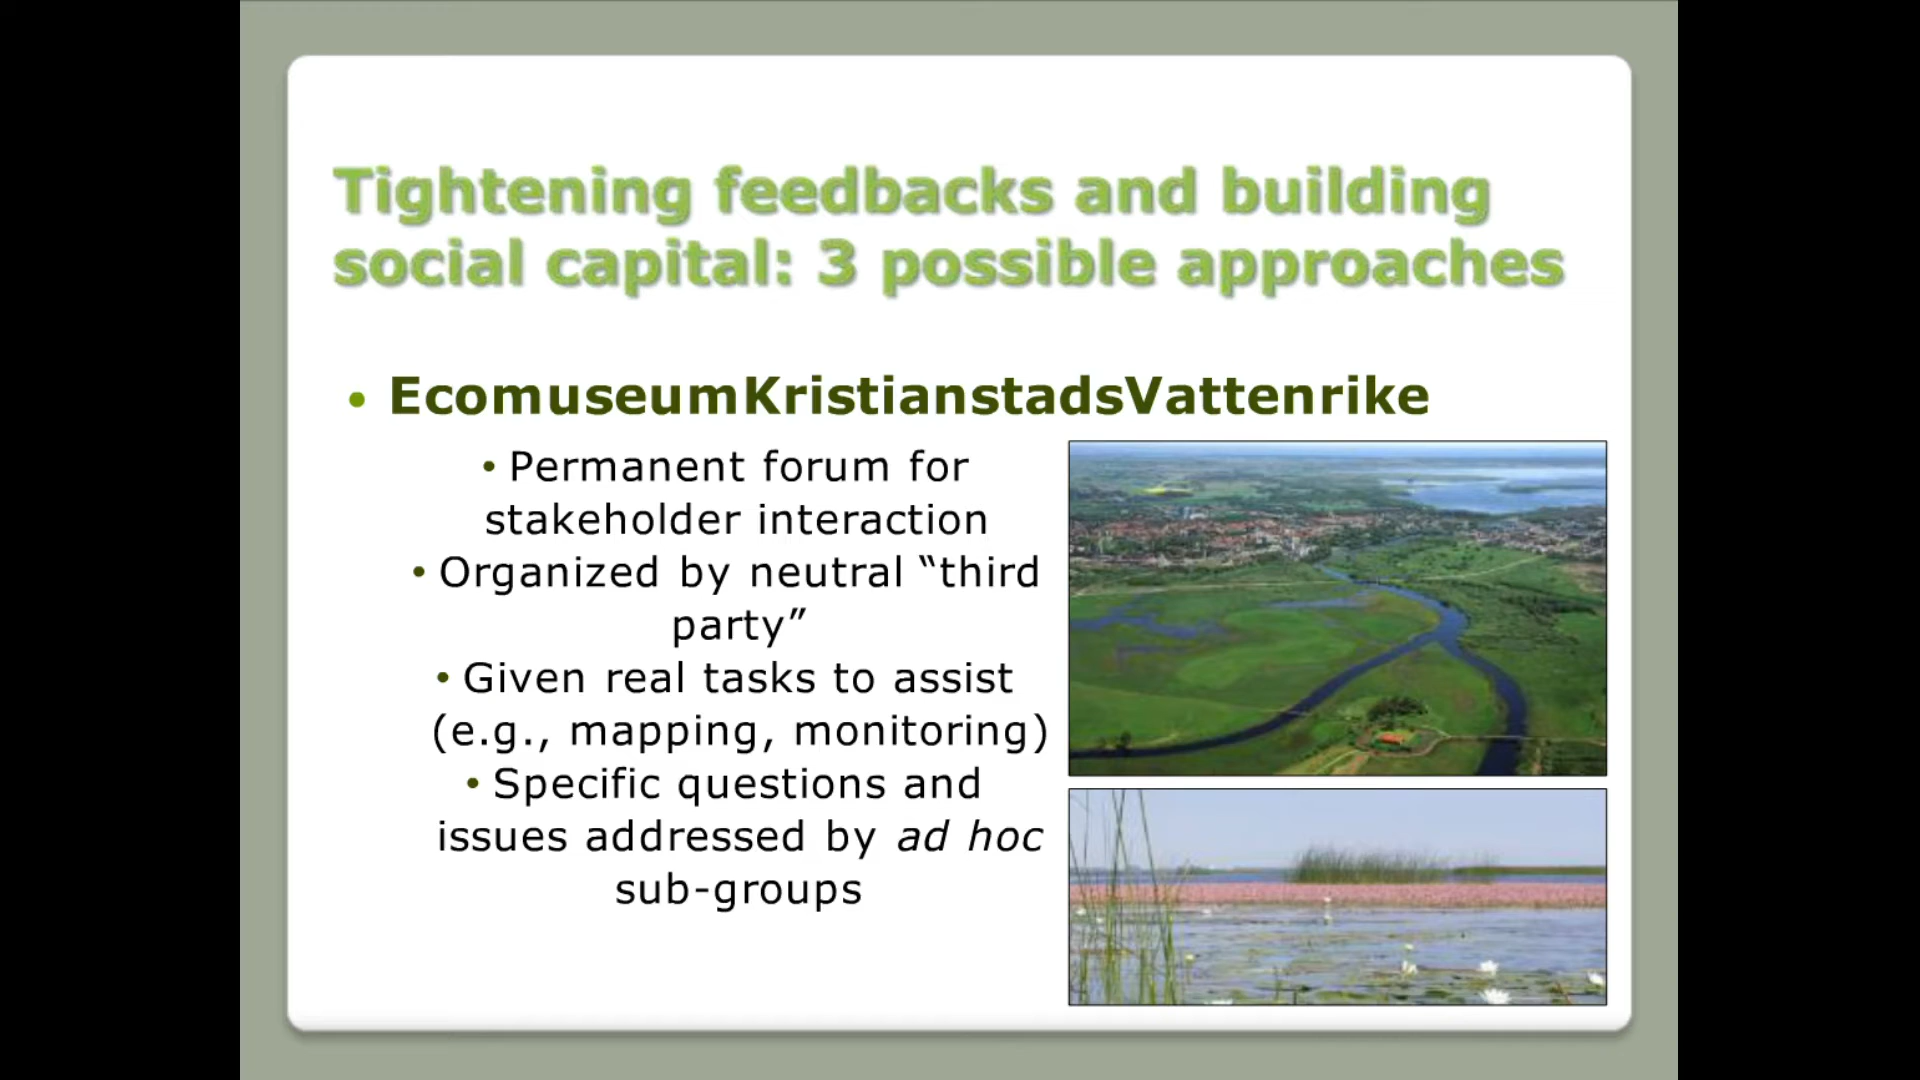 Tightening feedbacks and building
social capital: 3 possible approaches
• EcomuseumKristianstadsVattenrike
• Permanent forum for
stakeholder interaction
• Organized by neutral “third
party”
• Given real tasks to assist
(e.g., mapping, monitoring)
• Specific questions and
issues addressed by ad hoc
sub-groups